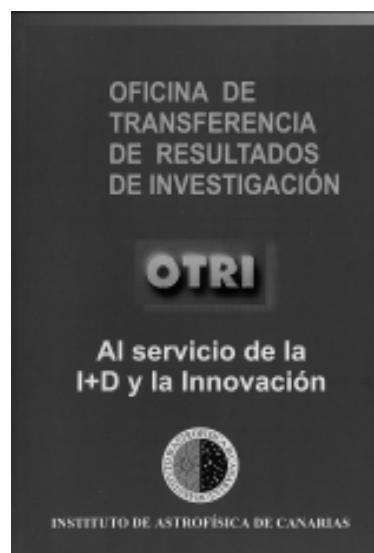 OFICINA DE
TRANSFERENCIA
DE RESULTADOS
DE INVESTIGACIÓN
OTRI
Al servicio de la
I+D y la Innovación
INSTITUTO DE ASTROFÍSICA DE CANARIAS